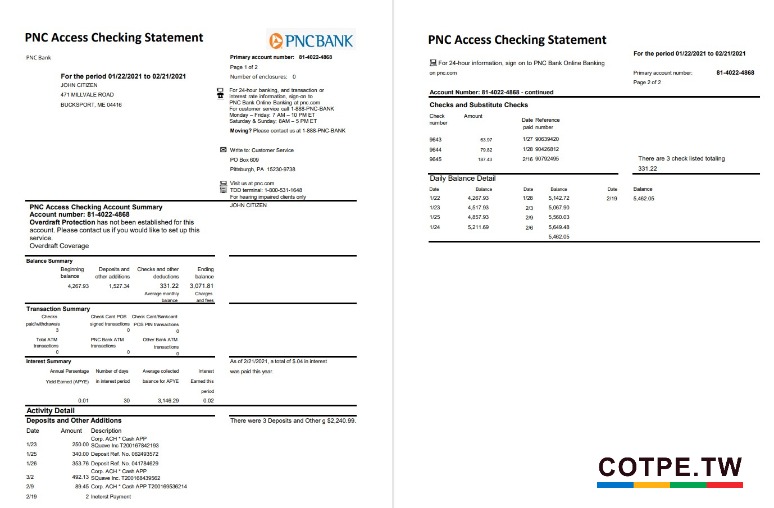 PNC Access Checking Statement
PNCBANK
PNC Bank
Primary account number: 81-4022-4868
Page 1 of 2
Number of enclosures: 0
For the period 01/22/2021 to 02/21/2021
JOHN CITIZEN
471 MILLVALE ROAD
BUCKSPORT, ME 04416
For 24-hour banking, and transaction or
interest rate information, sign-on to
PNC Bank Online Banking at pnc.com
For customer service call 1-888-PNC-BANK
Monday - Friday: 7 AM - 10 PM ET
Saturday & Sunday: 8AM - 5 PM ET
Moving? Please contact us at 1-888-PNC-BANK
Write to: Customer Service
PO Box 609
Pittsburgh, PA 15230-9738
Visit us at pnc.com
TDD terminal: 1-800-531-1648
For hearing impaired clients only
JOHN CITIZEN
PNC Access Checking Account Summary
Account number: 81-4022-4868
Overdraft Protection has not been established for this
account. Please contact us if you would like to set up this
service.
Overdraft Coverage
Balance Summary
Beginning balance Deposits and other additions Checks and other deductions Ending balance
4,267.93 1,527.34 331.22 3,071.81
Average monthly balance Charges and fees
Transaction Summary
Checks paid/withdrawals Check Card POS signed transactions Check Card/Bankcard POS PIN transactions
3 0 0
Total ATM transactions PNC Bank ATM transactions Other Bank ATM transactions
0 0 0
Interest Summary
As of 2/21/2021, a total of $.04 in interest
was paid this year.
Annual Percentage Yield Earned (APYE) Number of days in interest period Average collected balance for APYE Interest Earned this period
0.01 30 3,146.29 0.02
Activity Detail
Deposits and Other Additions
There were 3 Deposits and Other g $2,240.99.
Date Amount Description
1/23 250.00 Corp. ACH * Cash APP SQuave Inc T200167842193
1/25 340.00 Deposit Ref. No. 062493572
1/26 353.76 Deposit Ref. No. 041784629
3/2 492.13 Corp. ACH * Cash APP SQuave Inc T200168439562
2/9 89.45 Corp. ACH * Cash APP T200169536214
2/19 2 Ineterst Payment
PNC Access Checking Statement
For the period 01/22/2021 to 02/21/2021
For 24-hour information, sign on to PNC Bank Online Banking
on pnc.com
Primary account number: 81-4022-4868
Page 2 of 2
Account Number: 81-4022-4868 - continued
Checks and Substitute Checks
Check number Amount Date paid Reference number
9643 63.97 1/27 90639420
9644 79.82 1/28 90426812
9645 187.43 2/16 90792495
There are 3 check listed totaling
331.22
Daily Balance Detail
Date Balance Date Balance Date Balance
1/22 4,267.93 1/28 5,142.72 2/19 5,462.05
1/23 4,517.93 2/3 5,067.90
1/25 4,857.93 2/9 5,560.03
1/24 5,211.69 2/6 5,649.48
5,462.05
COTPE.TW